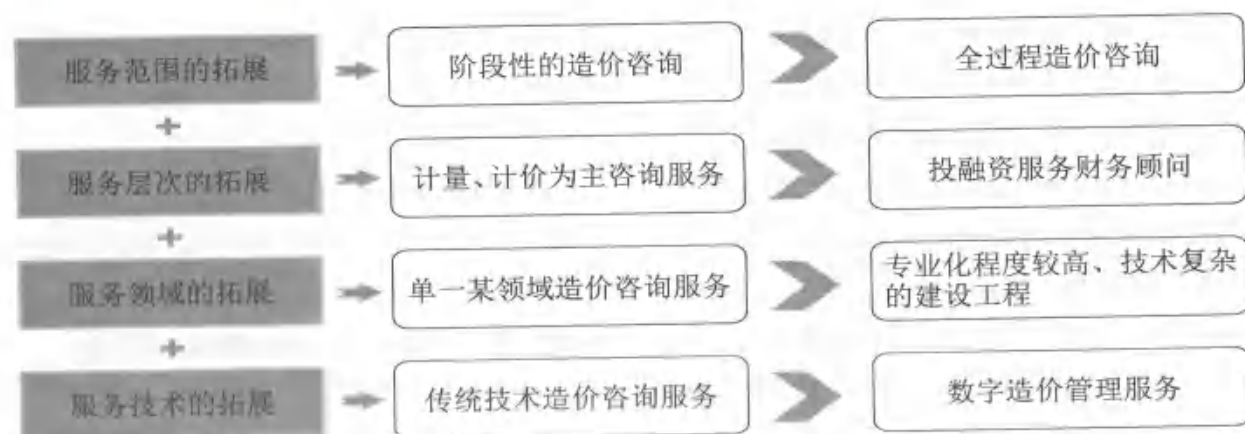 服务范围的拓展
阶段性的造价咨询
全过程造价咨询
+
服务层次的拓展
计量、计价为主咨询服务
投融资服务财务顾问
+
服务领域的拓展
单一某领域造价咨询服务
专业化程度较高、技术复杂
的建设工程
+
服务技术的拓展
传统技术造价咨询服务
数字造价管理服务